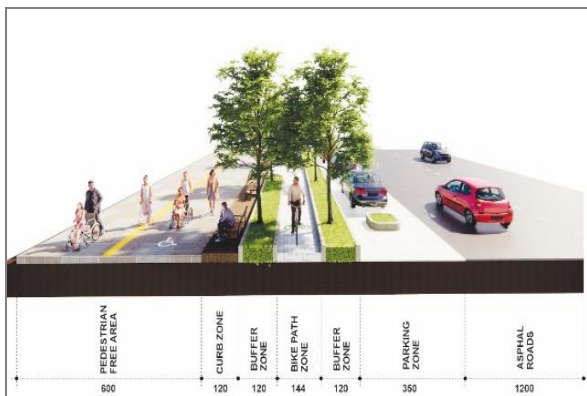 PEDESTRIAN
FREE AREA
CURB ZONE
BUFFER
ZONE
BIKE PATH
ZONE
BUFFER
ZONE
PARKING
ZONE
ASPHAL
ROADS
600
120
120
144
120
350
1200